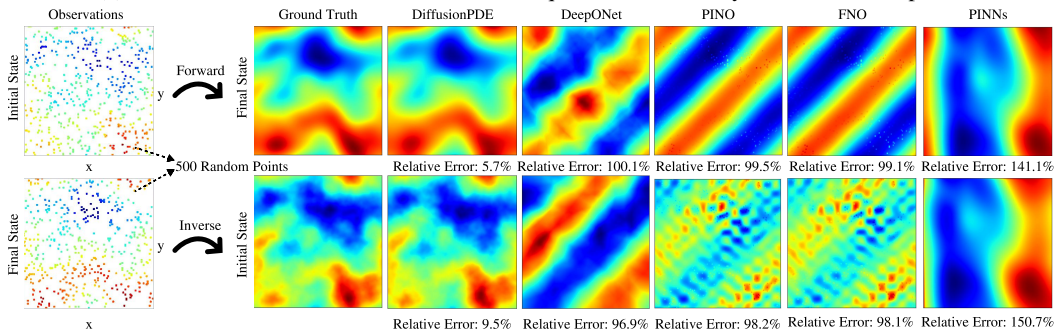 Observations
Ground Truth
DiffusionPDE
DeepONet
PINO
FNO
PINNs
Initial State
y
Forward
Final State
x
500 Random Points
Relative Error: 5.7%
Relative Error: 100.1%
Relative Error: 99.5%
Relative Error: 99.1%
Relative Error: 141.1%
Final State
y
Inverse
Initial State
x
Relative Error: 9.5%
Relative Error: 96.9%
Relative Error: 98.2%
Relative Error: 98.1%
Relative Error: 150.7%